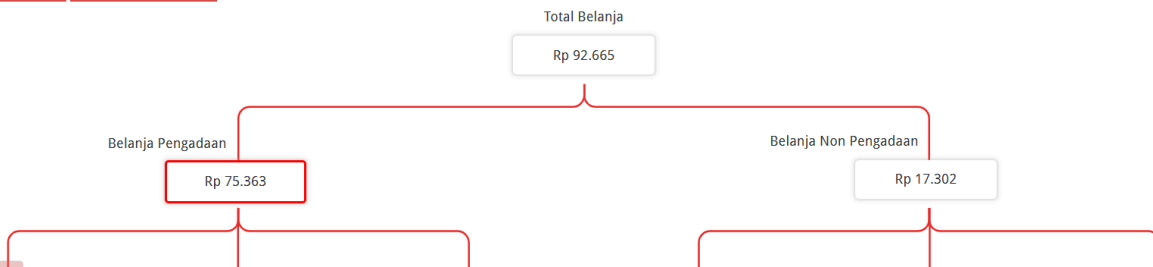 Total Belanja
Rp 92.665
Belanja Pengadaan
Rp 75.363
Belanja Non Pengadaan
Rp 17.302